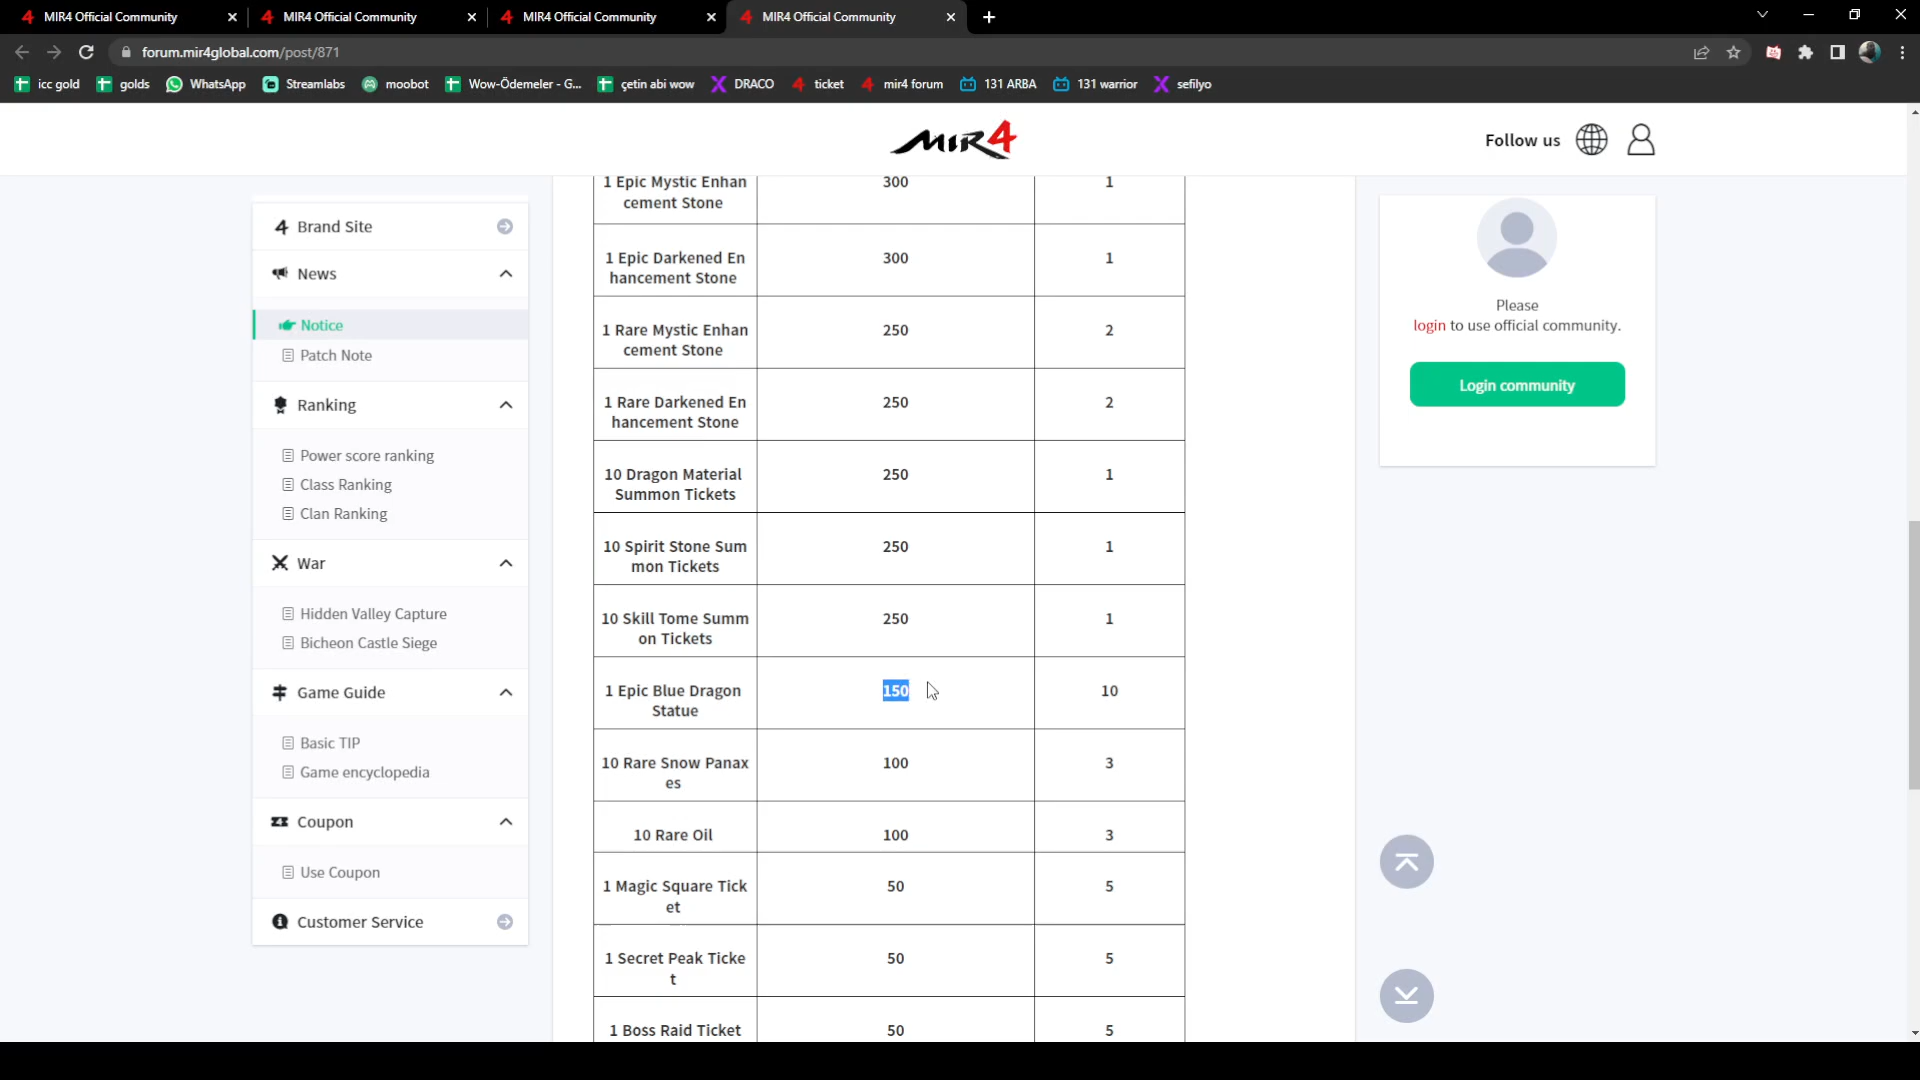 MIR4 Official Community
MIR4 Official Community
MIR4 Official Community
MIR4 Official Community
forum.mir4global.com/post/871
icc gold
golds
WhatsApp
Streamlabs
moobot
Wow-Ödemeler - G...
çetin abi wow
DRACO
ticket
mir4 forum
131 ARBA
131 warrior
sefilyo
MIR4
Follow us
Brand Site
News
Notice
Patch Note
Ranking
Power score ranking
Class Ranking
Clan Ranking
War
Hidden Valley Capture
Bicheon Castle Siege
Game Guide
Basic TIP
Game encyclopedia
Coupon
Use Coupon
Customer Service
1 Epic Mystic Enhan
cement Stone
300
1
1 Epic Darkened En
hancement Stone
300
1
1 Rare Mystic Enhan
cement Stone
250
2
1 Rare Darkened En
hancement Stone
250
2
10 Dragon Material
Summon Tickets
250
1
10 Spirit Stone Sum
mon Tickets
250
1
10 Skill Tome Summ
on Tickets
250
1
1 Epic Blue Dragon
Statue
150
10
10 Rare Snow Panax
es
100
3
10 Rare Oil
100
3
1 Magic Square Tick
et
50
5
1 Secret Peak Ticke
t
50
5
1 Boss Raid Ticket
50
5
Please
login to use official community.
Login community